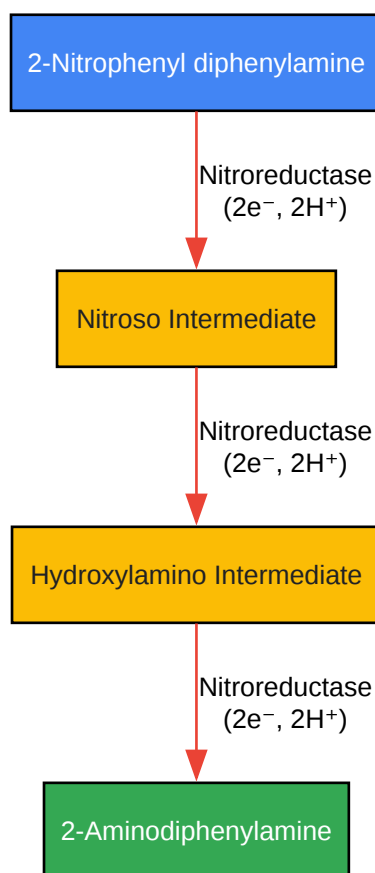 2-Nitrophenyl diphenylamine
Nitroreductase
(2e⁻, 2H⁺)
Nitroso Intermediate
Nitroreductase
(2e⁻, 2H⁺)
Hydroxylamino Intermediate
Nitroreductase
(2e⁻, 2H⁺)
2-Aminodiphenylamine